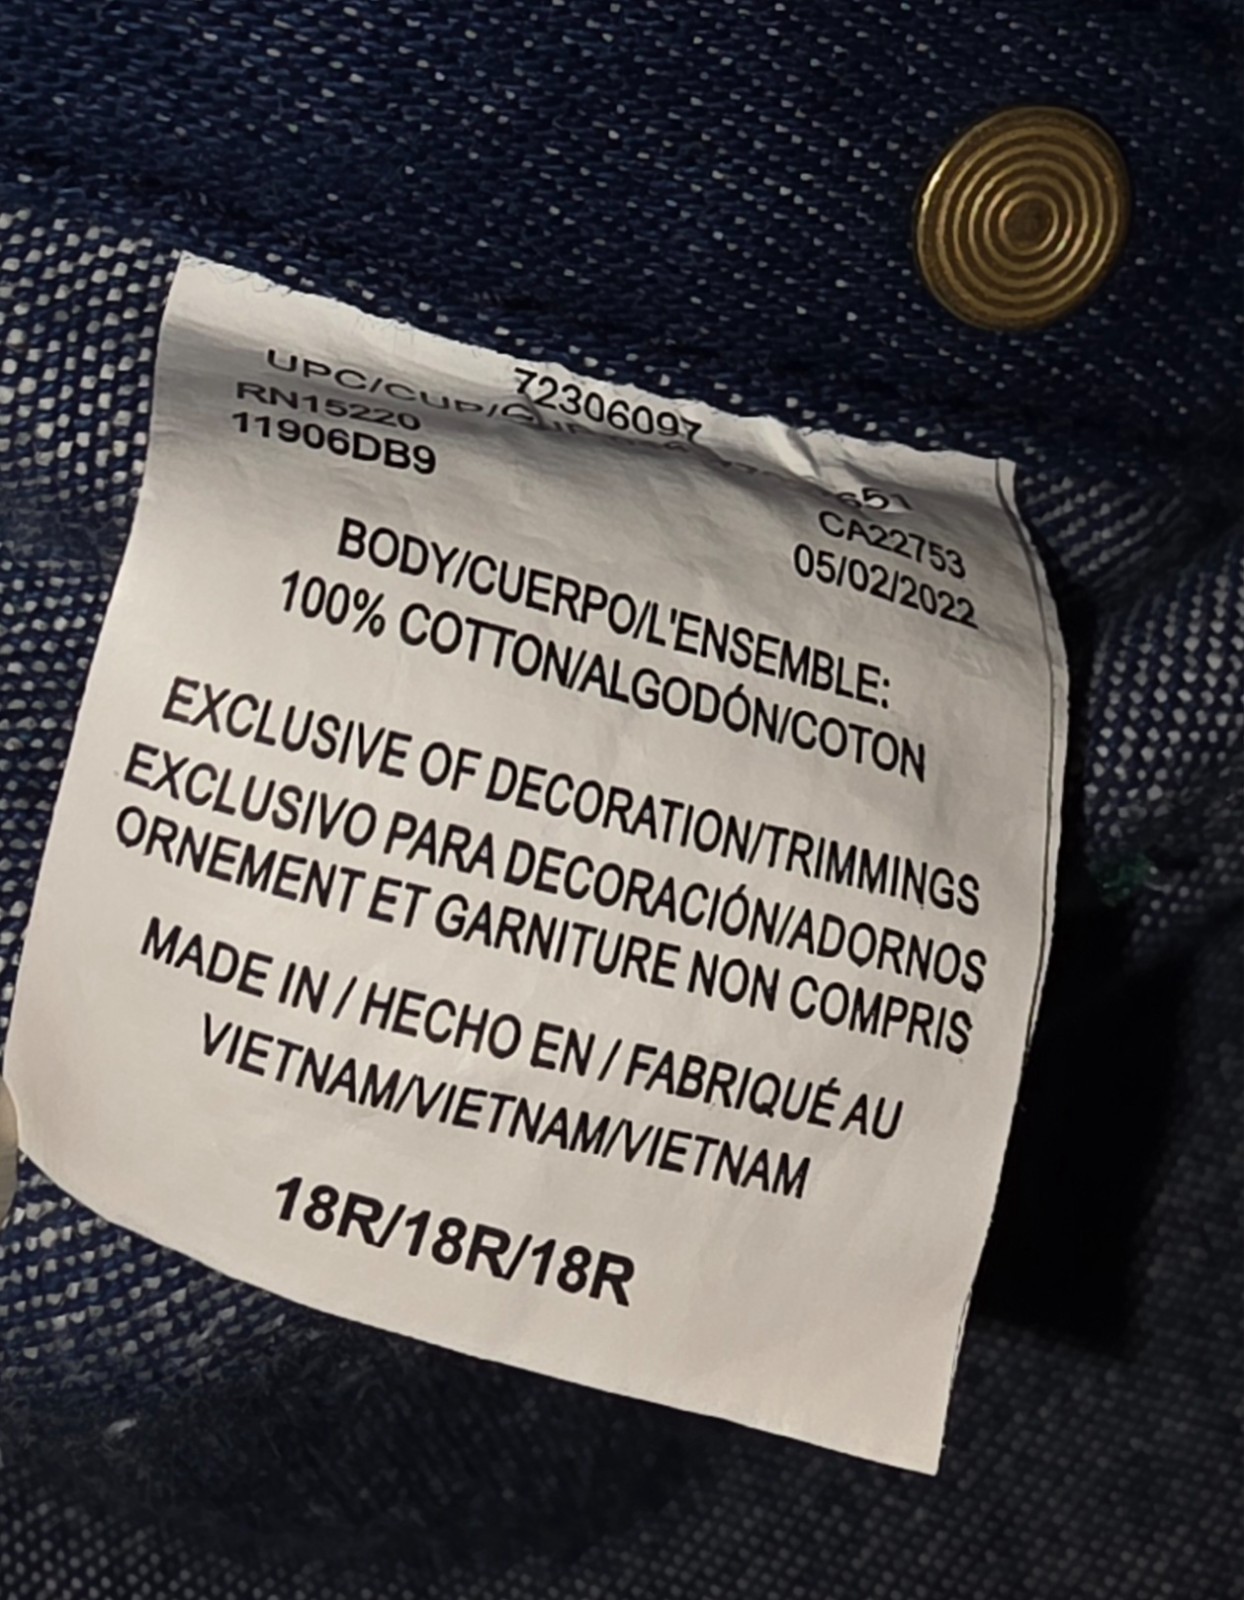 72306097
UPC/CUP/
RN15220
11906DB9
CA22753
05/02/2022
BODY/CUERPO/L'ENSEMBLE:
100% COTTON/ALGODÓN/COTON
EXCLUSIVE OF DECORATION/TRIMMINGS
EXCLUSIVO PARA DECORACIÓN/ADORNOS
ORNEMENT ET GARNITURE NON COMPRIS
MADE IN / HECHO EN / FABRIQUÉ AU
VIETNAM/VIETNAM/VIETNAM
18R/18R/18R